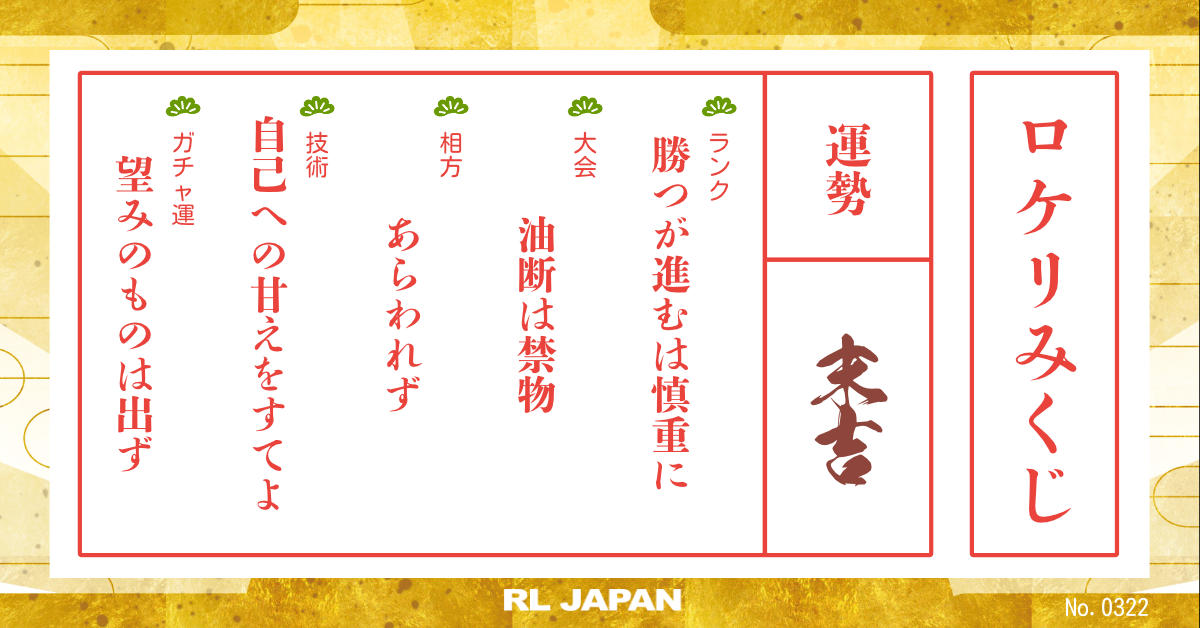 ロケリみくじ
運勢
末吉
ランク
勝つが進むは慎重に
大会
油断は禁物
相方
あらわれず
技術
自己への甘えをすてよ
ガチャ運
望みのものは出ず
RL JAPAN
No. 0322